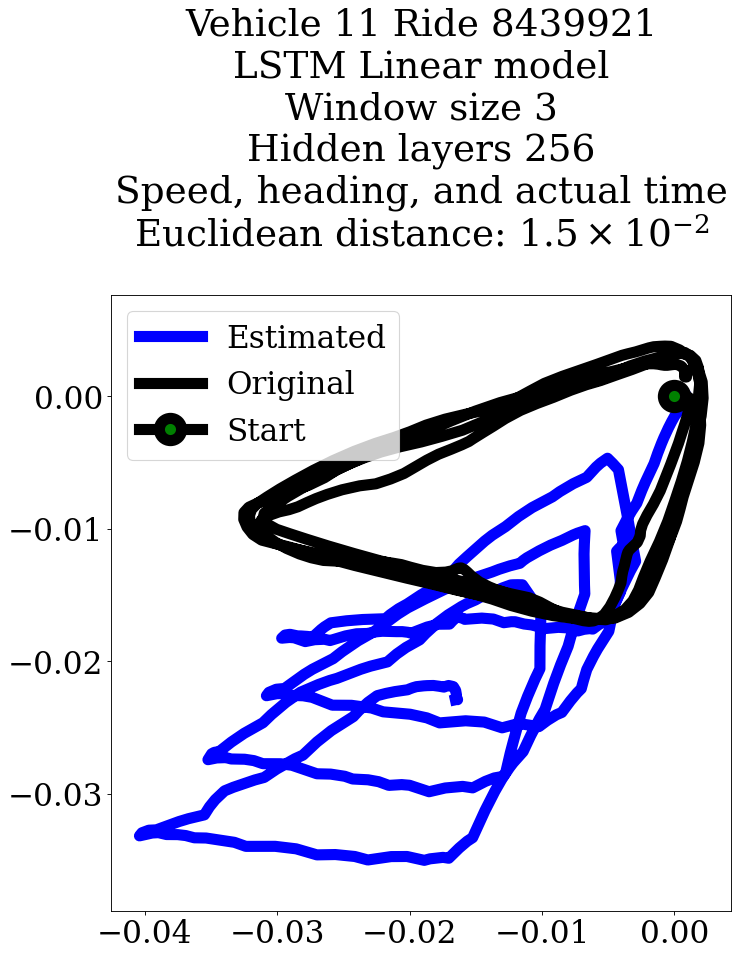 Vehicle 11 Ride 8439921
LSTM Linear model
Window size 3
Hidden layers 256
Speed, heading, and actual time
Euclidean distance: 1.5 × 10⁻²
Estimated
Original
Start
0.00
−0.01
−0.02
−0.03
−0.04 −0.03 −0.02 −0.01 0.00